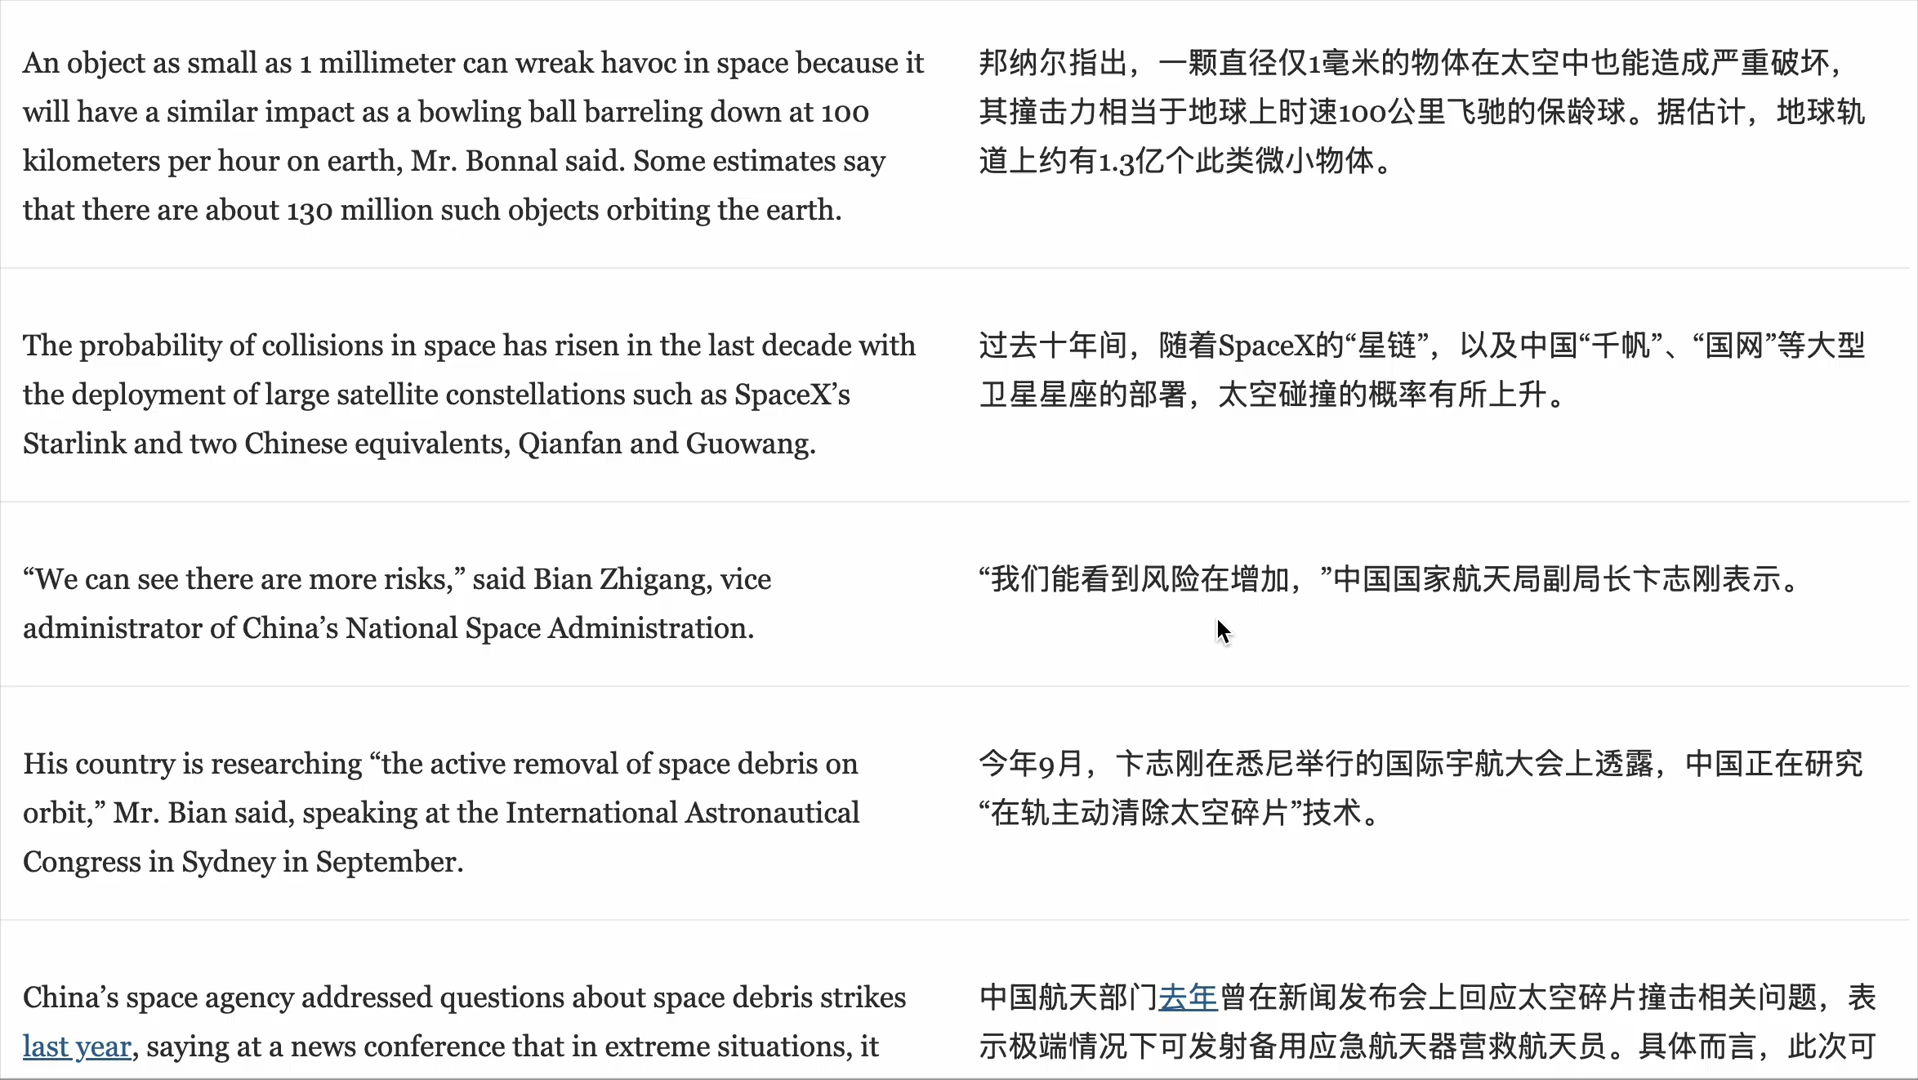 An object as small as 1 millimeter can wreak havoc in space because it
will have a similar impact as a bowling ball barreling down at 100
kilometers per hour on earth, Mr. Bonnal said. Some estimates say
that there are about 130 million such objects orbiting the earth.
邦纳尔指出，一颗直径仅1毫米的物体在太空中也能造成严重破坏，
其撞击力相当于地球上时速100公里飞驰的保龄球。据估计，地球轨
道上约有1.3亿个此类微小物体。
The probability of collisions in space has risen in the last decade with
the deployment of large satellite constellations such as SpaceX’s
Starlink and two Chinese equivalents, Qianfan and Guowang.
过去十年间，随着SpaceX的“星链”，以及中国“千帆”、“国网”等大型
卫星星座的部署，太空碰撞的概率有所上升。
“We can see there are more risks,” said Bian Zhigang, vice
administrator of China’s National Space Administration.
“我们能看到风险在增加，”中国国家航天局副局长卞志刚表示。
His country is researching “the active removal of space debris on
orbit,” Mr. Bian said, speaking at the International Astronautical
Congress in Sydney in September.
今年9月，卞志刚在悉尼举行的国际宇航大会上透露，中国正在研究
“在轨主动清除太空碎片”技术。
China’s space agency addressed questions about space debris strikes
last year, saying at a news conference that in extreme situations, it
中国航天部门去年曾在新闻发布会上回应太空碎片撞击相关问题，表
示极端情况下可发射备用应急航天器营救航天员。具体而言，此次可